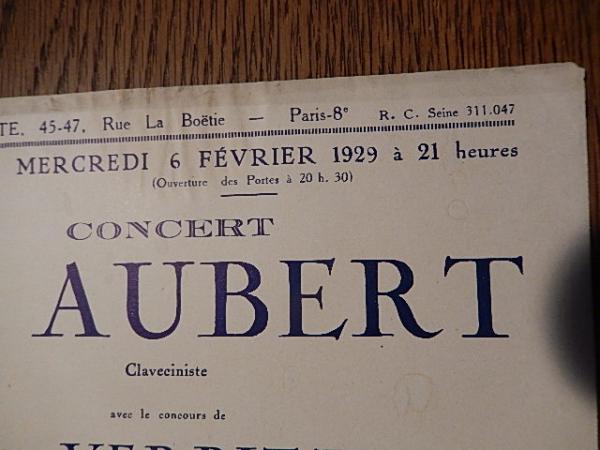 TE, 45-47, Rue La Boëtie — Paris-8e R. C. Seine 311.047
MERCREDI 6 FÉVRIER 1929 à 21 heures
(Ouverture des Portes à 20 h. 30)
CONCERT
AUBERT
Claveciniste
avec le concours de